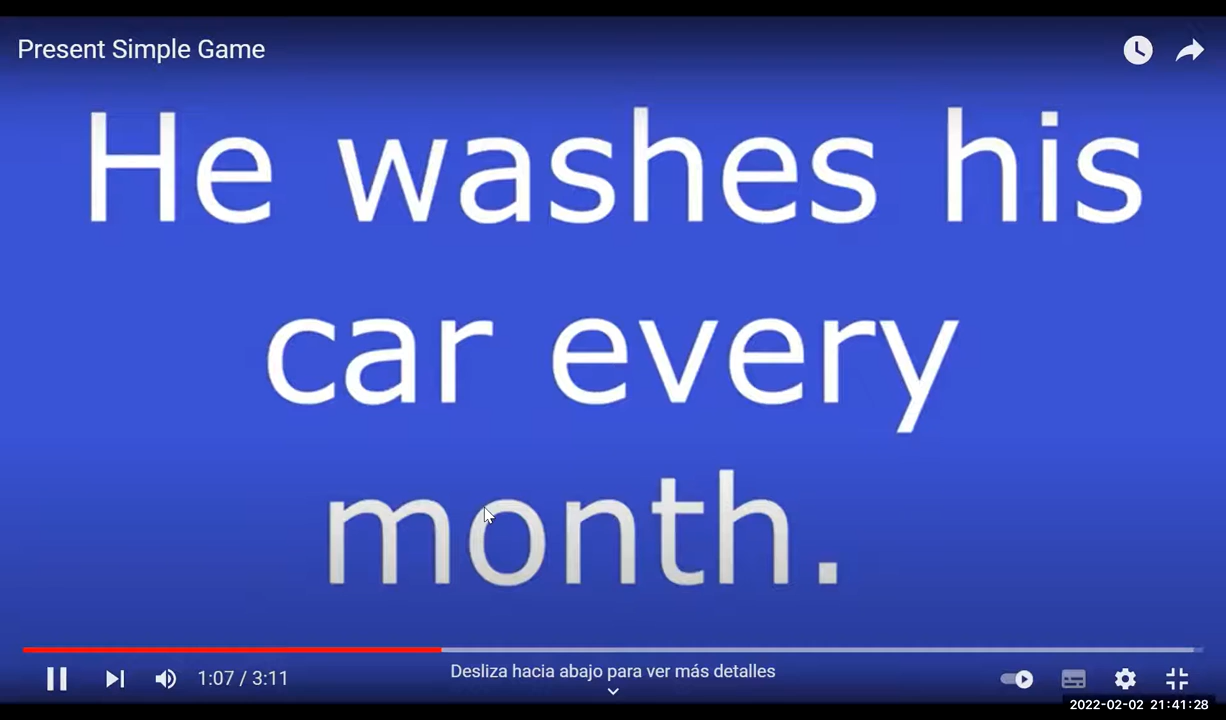 Present Simple Game
He washes his
car every
month.
Desliza hacia abajo para ver más detalles
1:07 / 3:11
2022-02-02 21:41:28